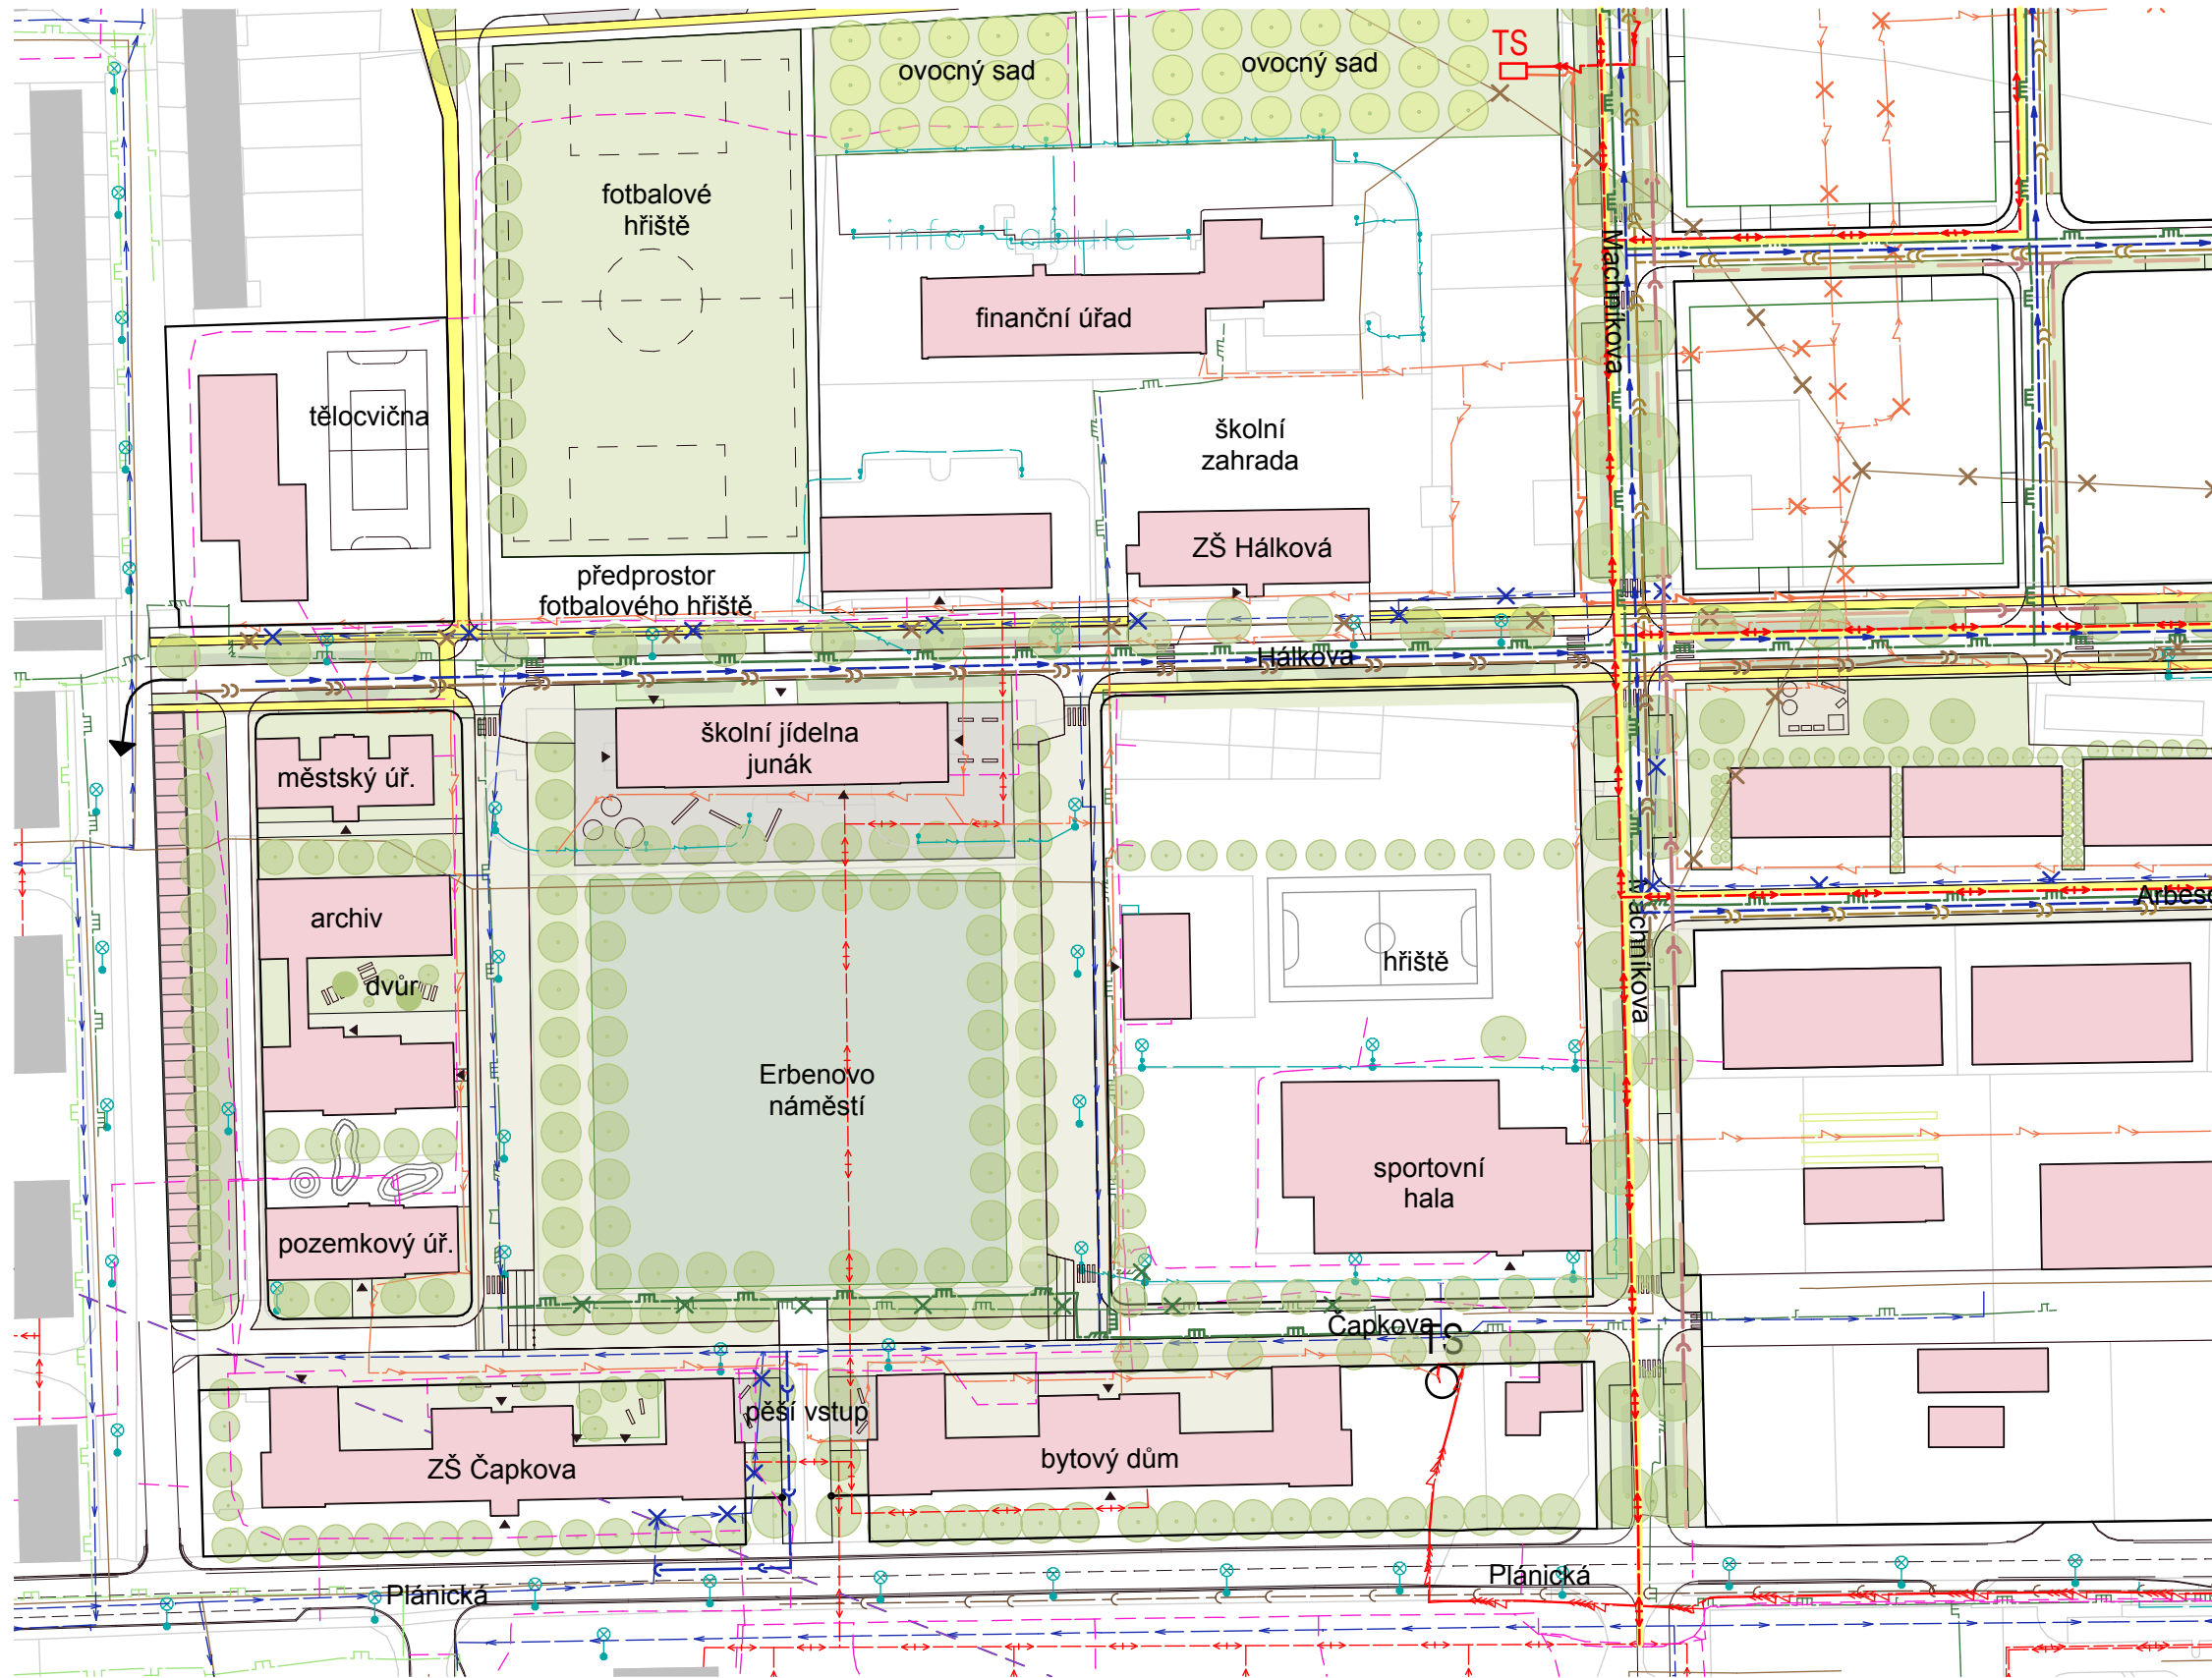 TS
ovocný sad
ovocný sad
fotbalové
hřiště
info tabule
Machníkova
finanční úřad
tělocvična
školní
zahrada
ZŠ Hálková
předprostor
fotbalového hřiště
Hálkova
školní jídelna
junák
městský úř.
archiv
Machníkova
hřiště
dvůr
Erbenovo
náměstí
sportovní
hala
pozemkový úř.
Čapkova
TS
pěší vstup
ZŠ Čapkova
bytový dům
Plánická
Plánická